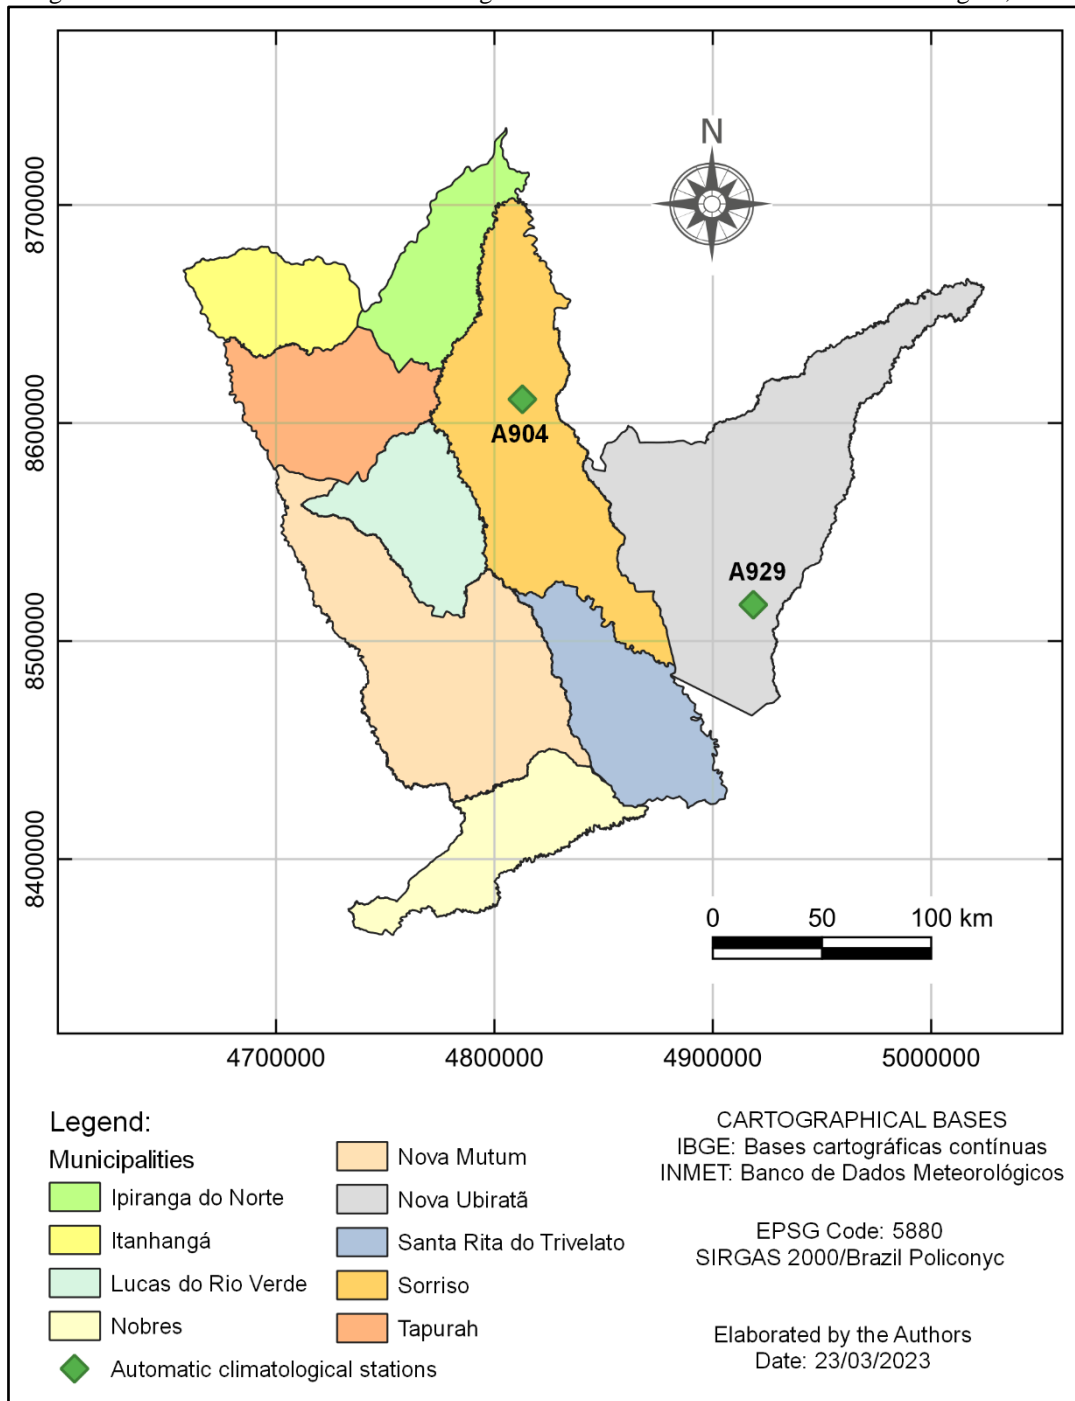 N
8700000
8600000
8500000
8400000
A904
A929
0 50 100 km
4700000 4800000 4900000 5000000
Legend:
Municipalities
Ipiranga do Norte
Itanhangá
Lucas do Rio Verde
Nobres
Automatic climatological stations
Nova Mutum
Nova Ubiratã
Santa Rita do Trivelato
Sorriso
Tapurah
CARTOGRAPHICAL BASES
IBGE: Bases cartográficas contínuas
INMET: Banco de Dados Meteorológicos
EPSG Code: 5880
SIRGAS 2000/Brazil Policonyc
Elaborated by the Authors
Date: 23/03/2023